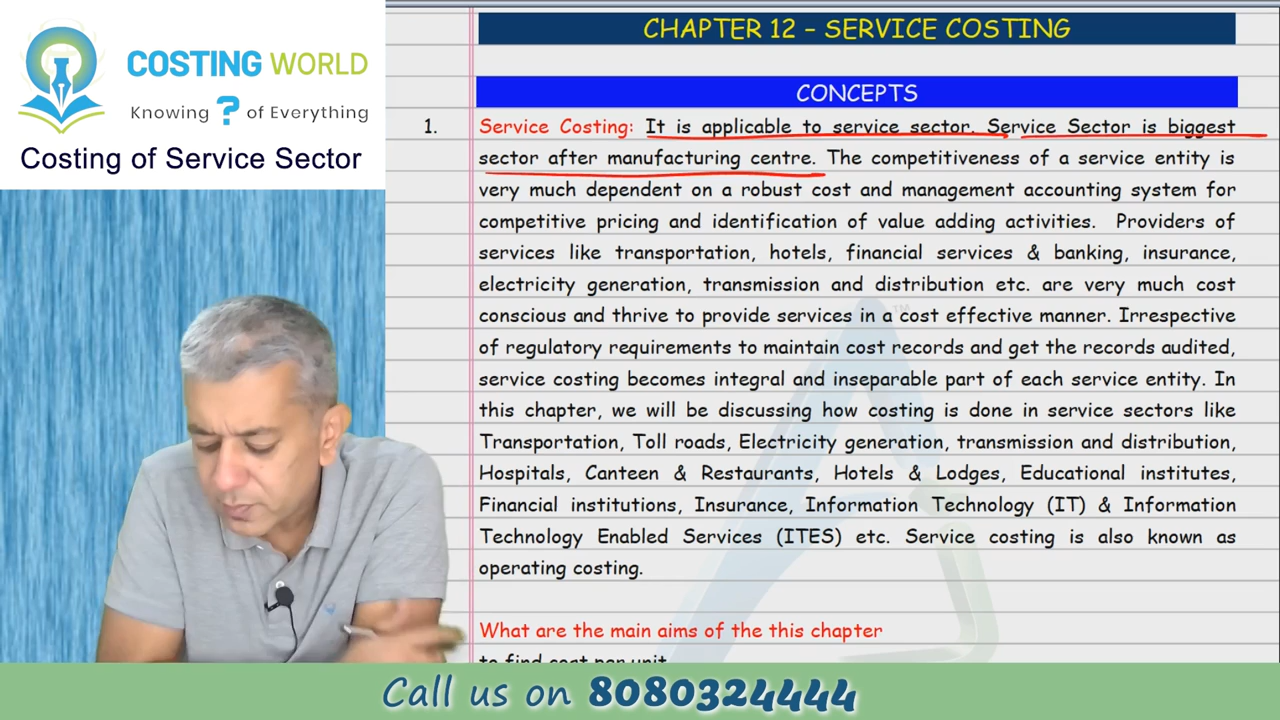 COSTING WORLD
Knowing ? of Everything
Costing of Service Sector
CHAPTER 12 – SERVICE COSTING
CONCEPTS
1. Service Costing: It is applicable to service sector. Service Sector is biggest
sector after manufacturing centre. The competitiveness of a service entity is
very much dependent on a robust cost and management accounting system for
competitive pricing and identification of value adding activities. Providers of
services like transportation, hotels, financial services & banking, insurance,
electricity generation, transmission and distribution etc. are very much cost
conscious and thrive to provide services in a cost effective manner. Irrespective
of regulatory requirements to maintain cost records and get the records audited,
service costing becomes integral and inseparable part of each service entity. In
this chapter, we will be discussing how costing is done in service sectors like
Transportation, Toll roads, Electricity generation, transmission and distribution,
Hospitals, Canteen & Restaurants, Hotels & Lodges, Educational institutes,
Financial institutions, Insurance, Information Technology (IT) & Information
Technology Enabled Services (ITES) etc. Service costing is also known as
operating costing.
What are the main aims of the this chapter
to find cost per unit
Call us on 8080324444